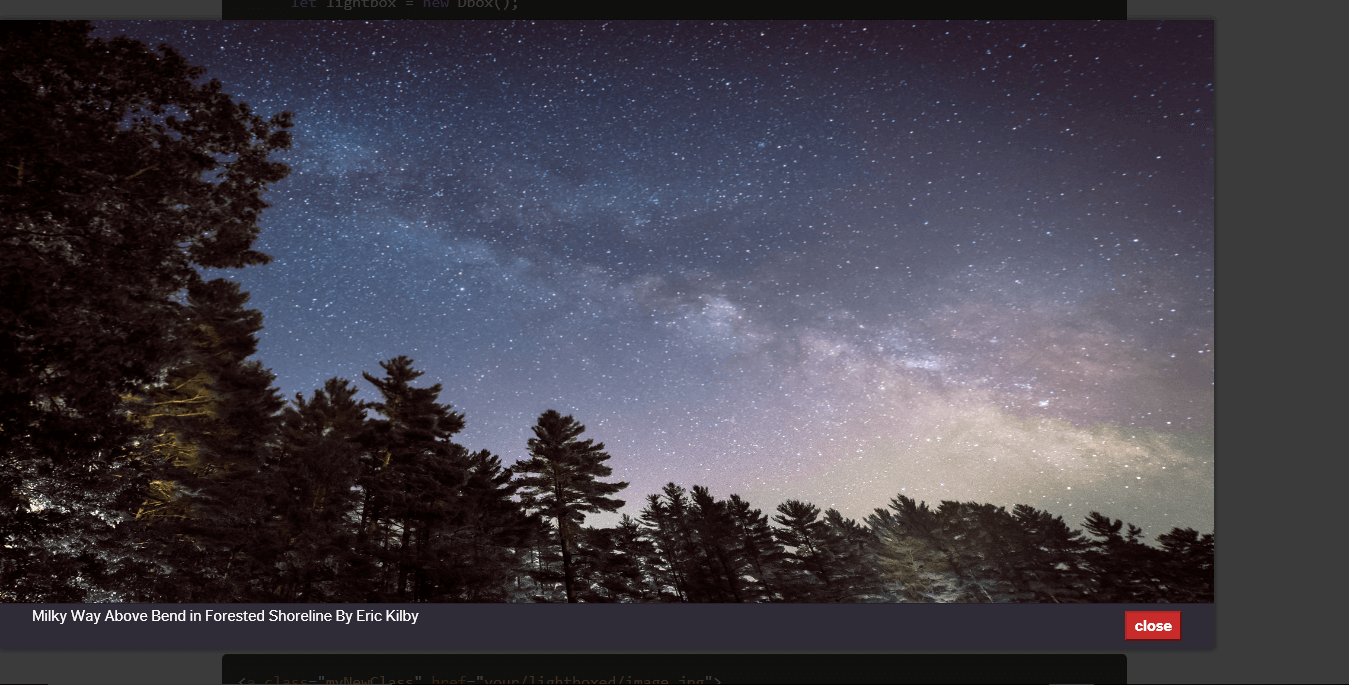 let lightbox = new Dbox();
Milky Way Above Bend in Forested Shoreline By Eric Kilby
close
<a class="myNewClass" href="your/lightboxed/image.jpg">